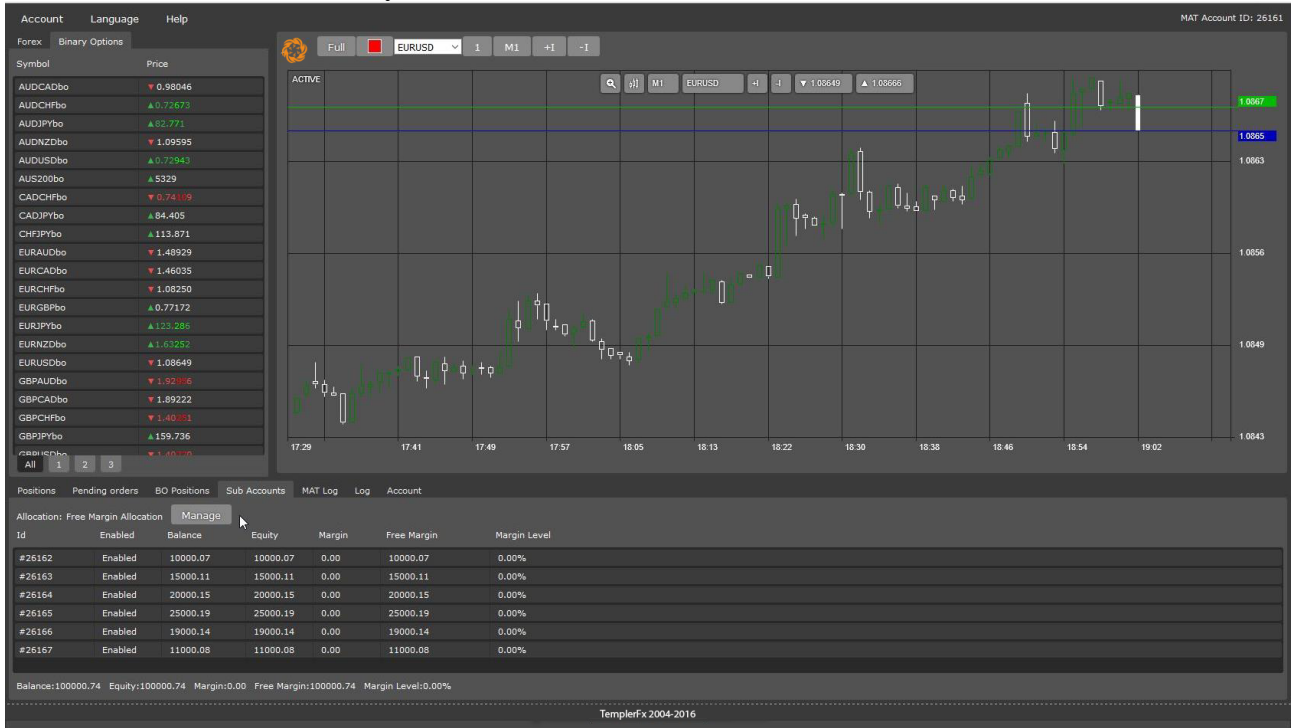 Account Language Help MAT Account ID: 26161
Forex Binary Options
Full EURUSD 1 M1 +I -I
Symbol Price
ACTIVE M1 EURUSD +I -I ▼ 1.08649 ▲ 1.08666
AUDCADbo ▼ 0.98046
AUDCHFbo ▲ 0.72673
AUDJPYbo ▲ 82.771
AUDNZDbo ▼ 1.09595
AUDUSDbo ▲ 0.72943
AUS200bo ▲ 5329
CADCHFbo ▼
CADJPYbo ▲ 84.405
CHFJPYbo ▲ 113.871
EURAUDbo ▼ 1.48929
EURCADbo ▼ 1.46035
EURCHFbo ▼ 1.08250
EURGBPbo ▲ 0.77172
EURJPYbo ▲ 123.286
EURNZDbo ▲ 1.63252
EURUSDbo ▼ 1.08649
GBPAUDbo ▼
GBPCADbo ▼ 1.89222
GBPCHFbo ▼
GBPJPYbo ▲ 159.736
GBPUSDbo ▼
All 1 2 3
1.0867
1.0865
1.0863
1.0856
1.0849
1.0843
17:29 17:41 17:49 17:57 18:05 18:13 18:22 18:30 18:38 18:46 18:54 19:02
Positions Pending orders BO Positions Sub Accounts MAT Log Log Account
Allocation: Free Margin Allocation Manage
Id Enabled Balance Equity Margin Free Margin Margin Level
#26162 Enabled 10000.07 10000.07 0.00 10000.07 0.00%
#26163 Enabled 15000.11 15000.11 0.00 15000.11 0.00%
#26164 Enabled 20000.15 20000.15 0.00 20000.15 0.00%
#26165 Enabled 25000.19 25000.19 0.00 25000.19 0.00%
#26166 Enabled 19000.14 19000.14 0.00 19000.14 0.00%
#26167 Enabled 11000.08 11000.08 0.00 11000.08 0.00%
Balance:100000.74 Equity:100000.74 Margin:0.00 Free Margin:100000.74 Margin Level:0.00%
TemplerFx 2004-2016